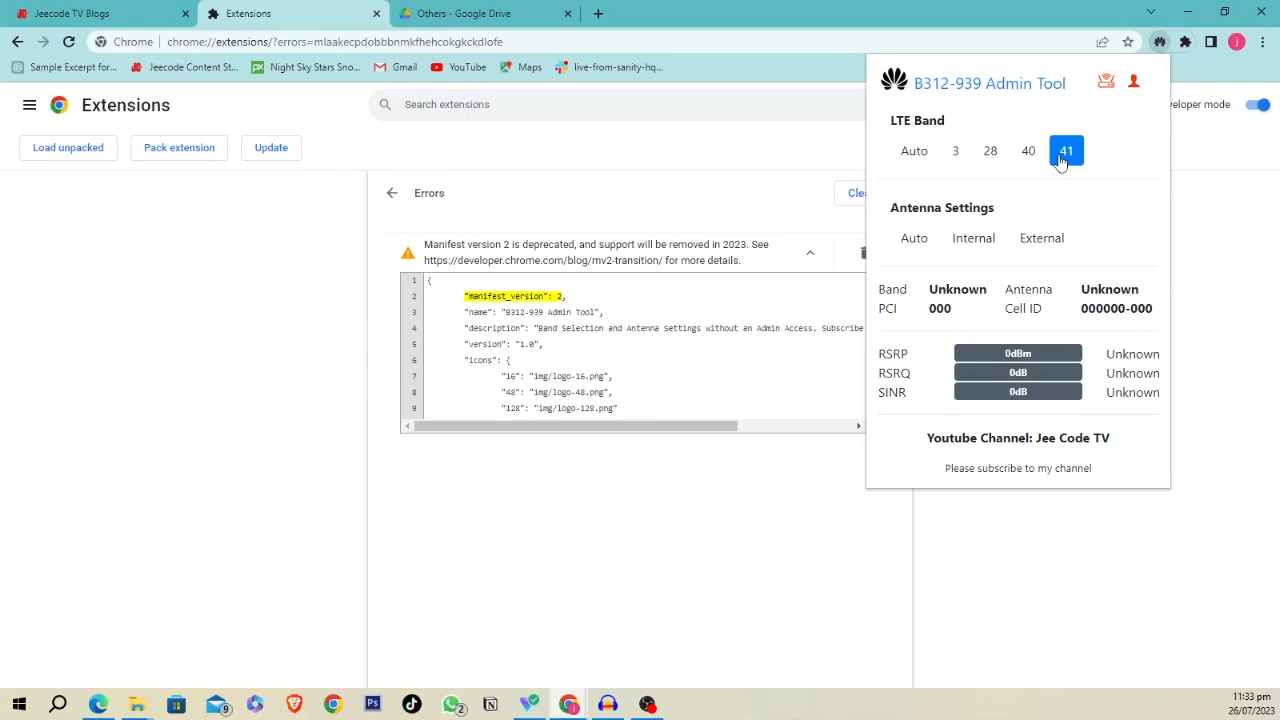 Jeecode TV Blogs
Extensions
Others - Google Drive
Chrome | chrome://extensions/?errors=mlaakecpdobbbnmkfhehcokgkckdlofe
Sample Excerpt for...
Jeecode Content St...
Night Sky Stars Sno...
Gmail
YouTube
Maps
live-from-sanity-hq...
Extensions
Search extensions
veloper mode
Load unpacked
Pack extension
Update
Errors
Clea
Manifest version 2 is deprecated, and support will be removed in 2023. See
https://developer.chrome.com/blog/mv2-transition/ for more details.
1 {
2 "manifest_version": 2,
3 "name": "B312-939 Admin Tool",
4 "description": "Band Selection and Antenna Settings without an Admin Access. Subscribe
5 "version": "1.0",
6 "icons": {
7 "16": "img/logo-16.png",
8 "48": "img/logo-48.png",
9 "128": "img/logo-128.png"
B312-939 Admin Tool
LTE Band
Auto 3 28 40 41
Antenna Settings
Auto Internal External
Band Unknown Antenna Unknown
PCI 000 Cell ID 000000-000
RSRP 0dBm Unknown
RSRQ 0dB Unknown
SINR 0dB Unknown
Youtube Channel: Jee Code TV
Please subscribe to my channel
11:33 pm
26/07/2023